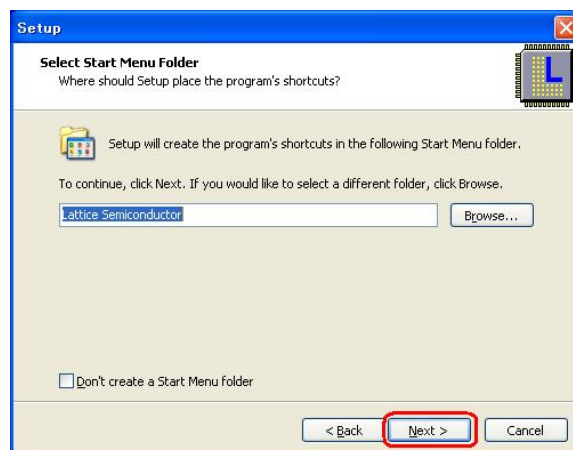 Setup
Select Start Menu Folder
Where should Setup place the program's shortcuts?
L
Setup will create the program's shortcuts in the following Start Menu folder.
To continue, click Next. If you would like to select a different folder, click Browse.
Lattice Semiconductor
Browse...
Don't create a Start Menu folder
< Back
Next >
Cancel